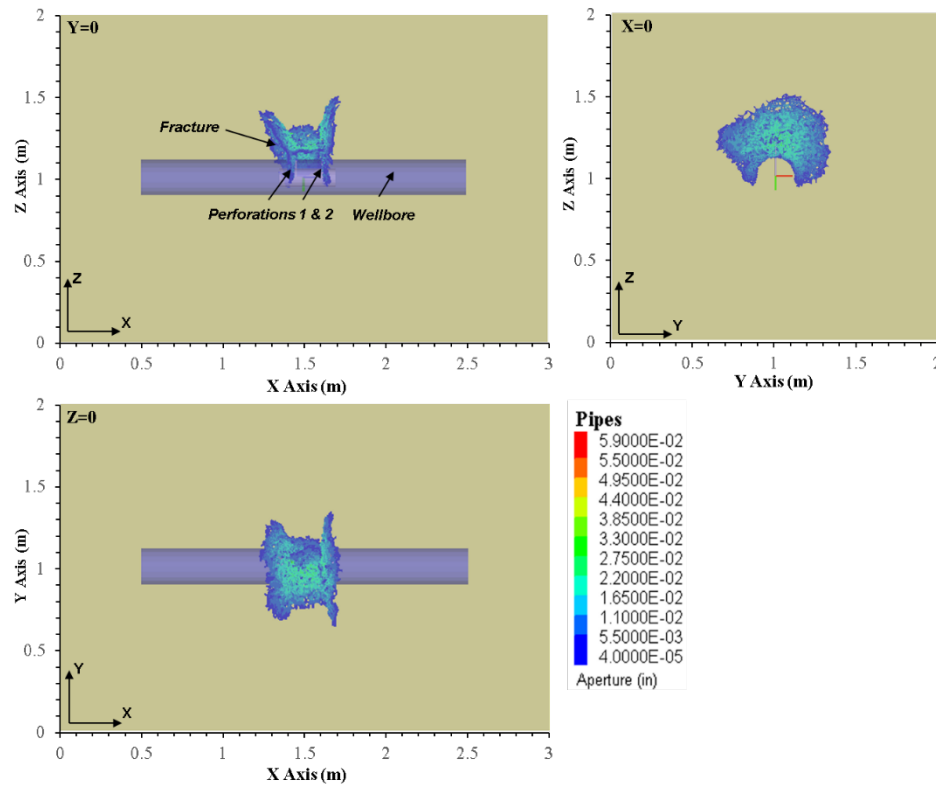 Y=0
2
1.5
1
0.5
0
Z Axis (m)
Fracture
Perforations 1 & 2
Wellbore
Z
X
0
0.5
1
1.5
2
2.5
3
X Axis (m)
X=0
2
1.5
1
0.5
0
Z Axis (m)
Z
Y
0
0.5
1
1.5
2
Y Axis (m)
Z=0
2
1.5
1
0.5
0
Y Axis (m)
Y
X
0
0.5
1
1.5
2
2.5
3
X Axis (m)
Pipes
5.9000E-02
5.5000E-02
4.9500E-02
4.4000E-02
3.8500E-02
3.3000E-02
2.7500E-02
2.2000E-02
1.6500E-02
1.1000E-02
5.5000E-03
4.0000E-05
Aperture (in)